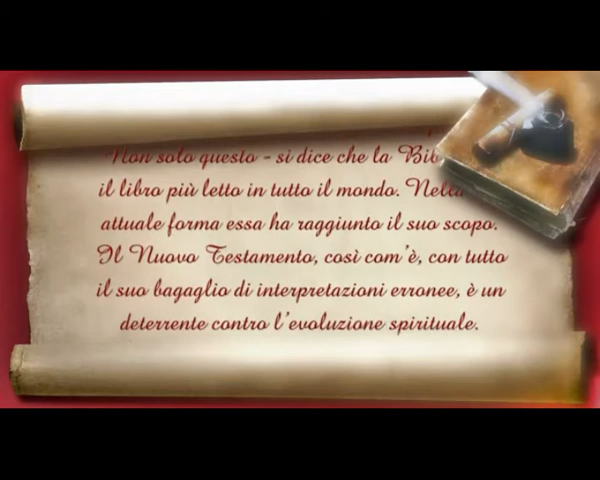 Non solo questo - si dice che la
il libro più letto in tutto il mondo. Nella
attuale forma essa ha raggiunto il suo scopo.
Il Nuovo Testamento, così com'è, con tutto
il suo bagaglio di interpretazioni erronee, è un
deterrente contro l'evoluzione spirituale.